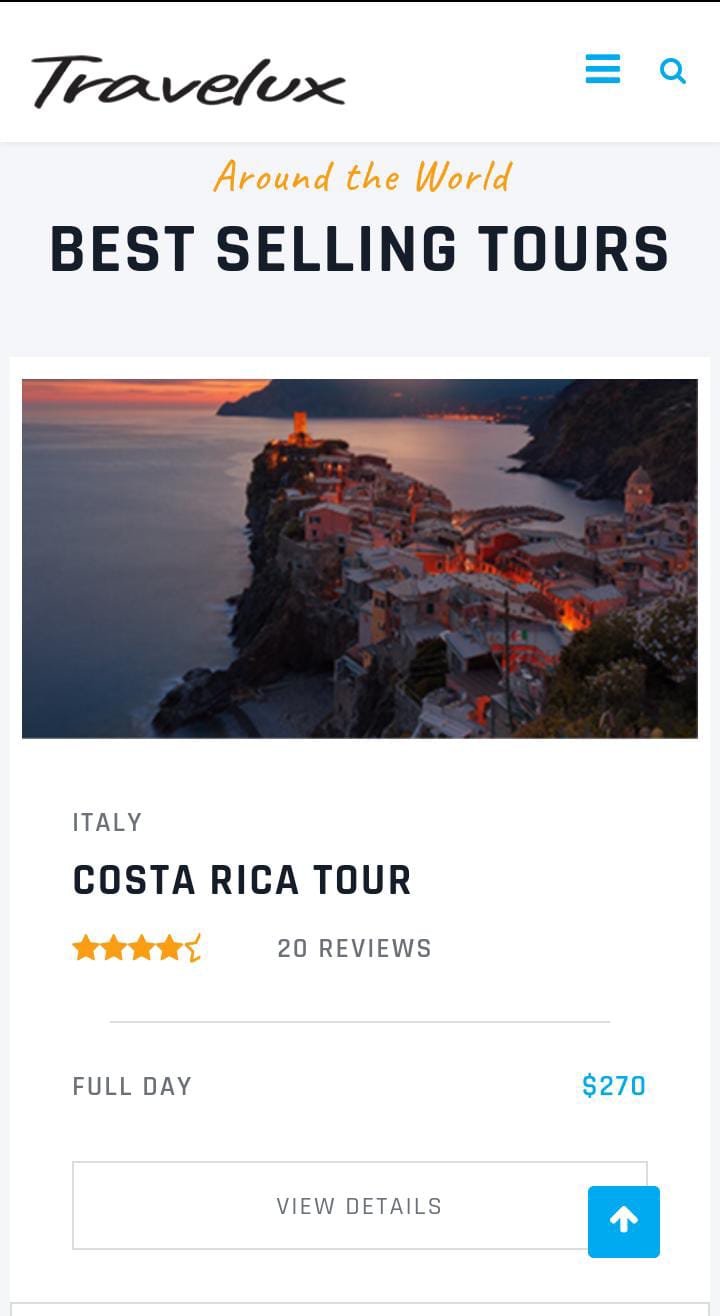 Travelux
Around the World
BEST SELLING TOURS
ITALY
COSTA RICA TOUR
20 REVIEWS
FULL DAY
$270
VIEW DETAILS